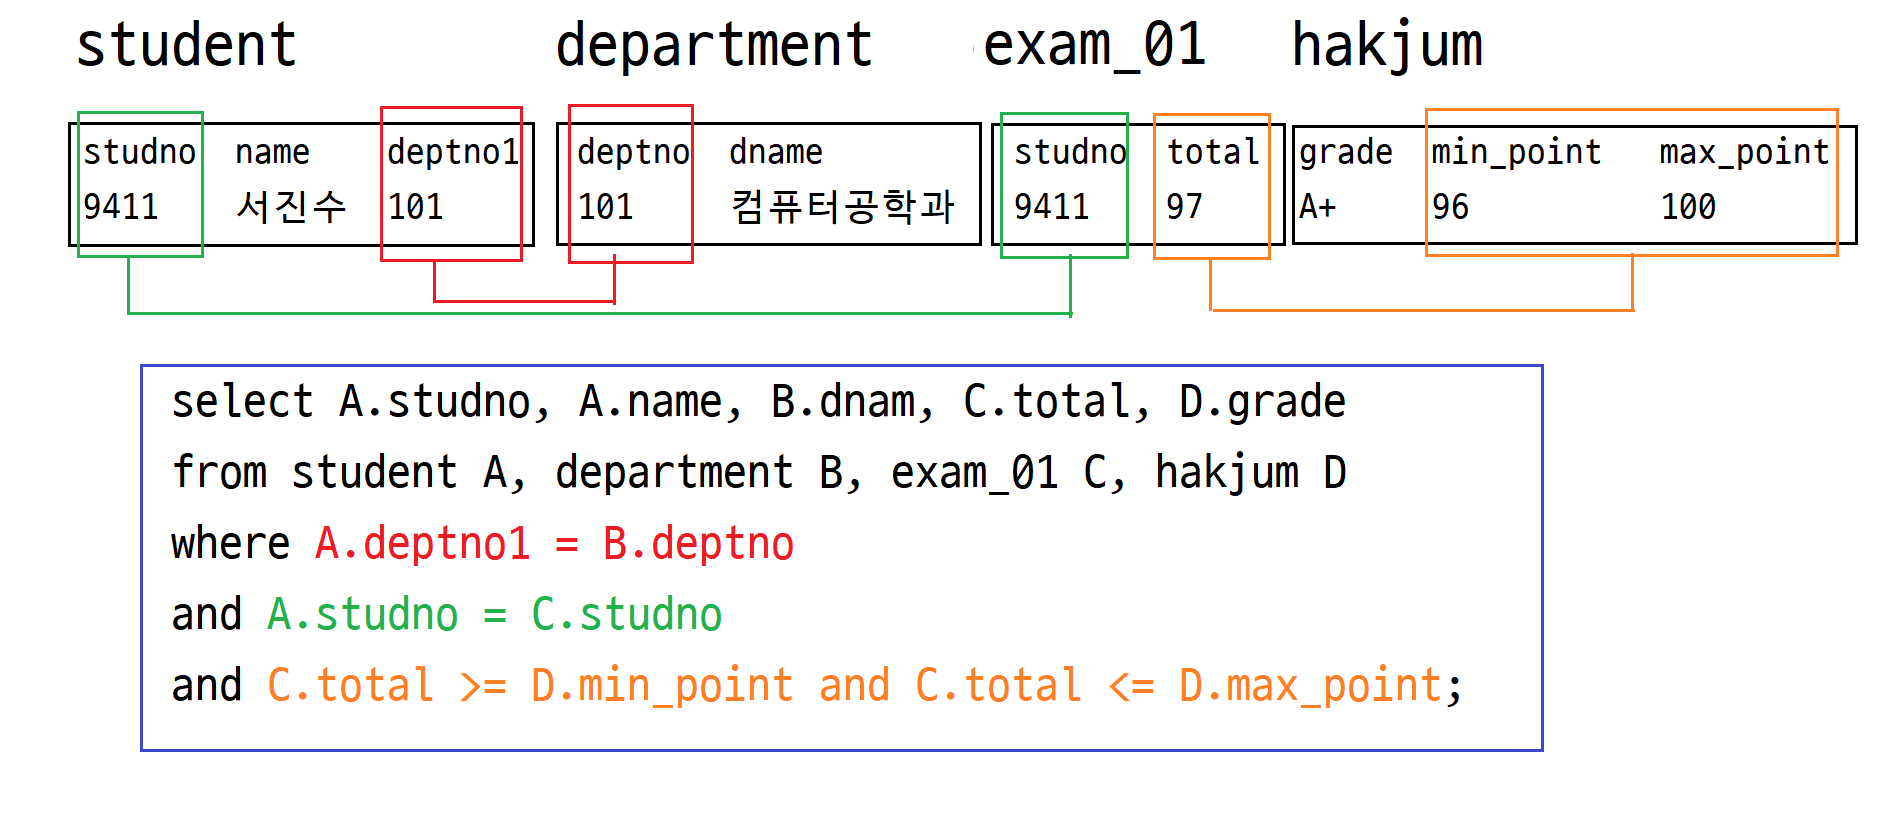 student department exam_01 hakjum
studno name deptno1 deptno dname studno total grade min_point max_point
9411 서진수 101 101 컴퓨터공학과 9411 97 A+ 96 100
select A.studno, A.name, B.dnam, C.total, D.grade
from student A, department B, exam_01 C, hakjum D
where A.deptno1 = B.deptno
and A.studno = C.studno
and C.total >= D.min_point and C.total <= D.max_point;